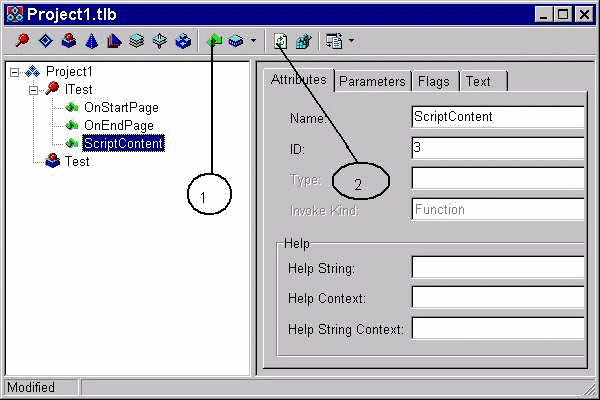 Project1.tlb
Project1
ITest
OnStartPage
OnEndPage
ScriptContent
Test
1
2
Attributes
Parameters
Flags
Text
Name:
ScriptContent
ID:
3
Type:
Invoke Kind:
Function
Help
Help String:
Help Context:
Help String Context:
Modified